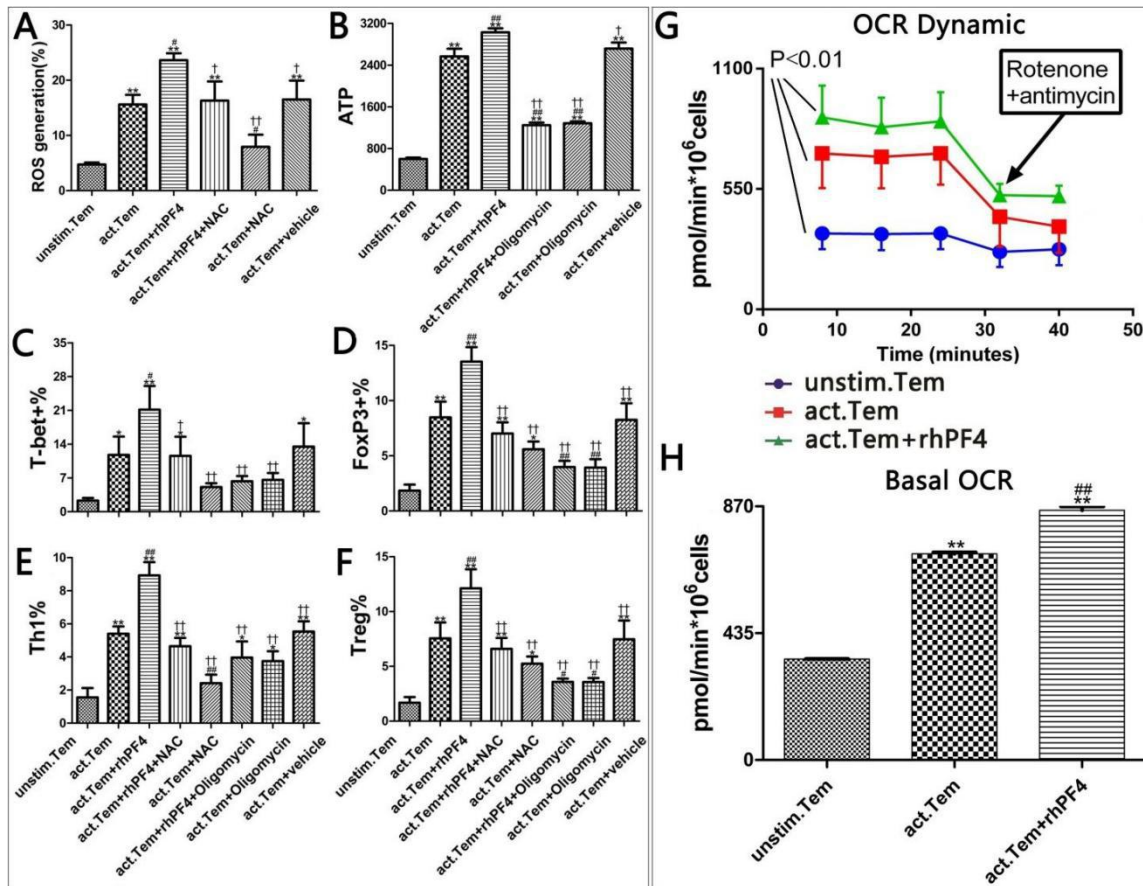 A
ROS generation(%)
30
20
10
0
#
**
**
†
**
††
#
†
**
unstim.Tem
act.Tem
act.Tem+rhPF4
act.Tem+rhPF4+NAC
act.Tem+NAC
act.Tem+vehicle
B
ATP
3200
2400
1600
800
0
**
##
**
††
##
**
††
##
**
†
**
unstim.Tem
act.Tem
act.Tem+rhPF4
act.Tem+rhPF4+Oligomycin
act.Tem+Oligomycin
act.Tem+vehicle
C
T-bet+%
35
28
21
14
7
0
*
#
**
†
*
††
††
††
*
D
FoxP3+%
15
10
5
0
**
##
**
††
**
††
*
††
##
††
##
††
**
E
Th1%
10
8
6
4
2
0
**
##
**
††
**
††
##
††
*
††
*
††
**
unstim.Tem
act.Tem
act.Tem+rhPF4
act.Tem+rhPF4+NAC
act.Tem+NAC
act.Tem+rhPF4+Oligomycin
act.Tem+Oligomycin
act.Tem+vehicle
F
Treg%
15
10
5
0
**
##
**
††
**
††
*
††
#
††
#
††
**
unstim.Tem
act.Tem
act.Tem+rhPF4
act.Tem+rhPF4+NAC
act.Tem+NAC
act.Tem+rhPF4+Oligomycin
act.Tem+Oligomycin
act.Tem+vehicle
G
OCR Dynamic
P<0.01
Rotenone
+antimycin
pmol/min*10⁶cells
1100
550
0
0 10 20 30 40 50
Time (minutes)
unstim.Tem
act.Tem
act.Tem+rhPF4
H
Basal OCR
pmol/min*10⁶cells
870
435
0
**
##
**
unstim.Tem
act.Tem
act.Tem+rhPF4